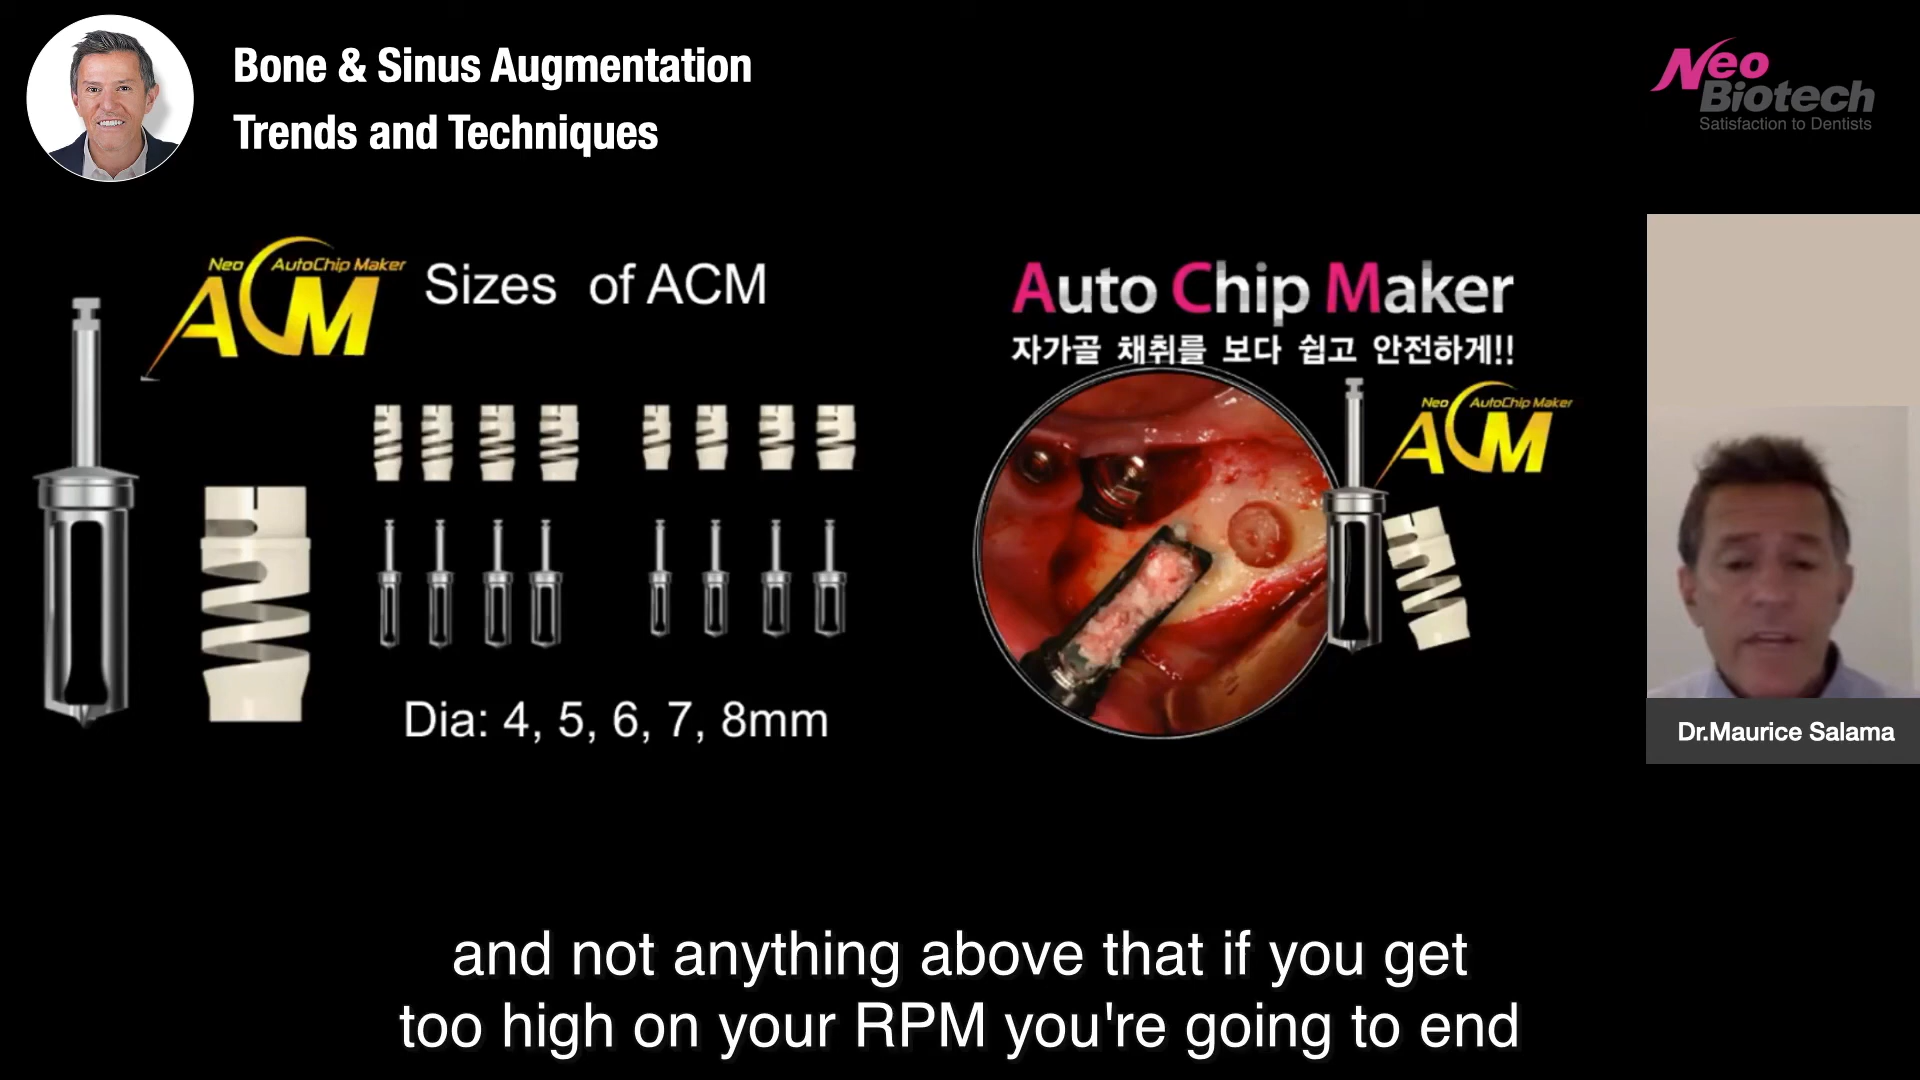 Bone & Sinus Augmentation
Trends and Techniques
Neo
Biotech
Satisfaction to Dentists
Neo AutoChip Maker
ACM
Sizes of ACM
Dia: 4, 5, 6, 7, 8mm
Auto Chip Maker
자가골 채취를 보다 쉽고 안전하게!!
Neo AutoChip Maker
ACM
Dr.Maurice Salama
and not anything above that if you get
too high on your RPM you're going to end